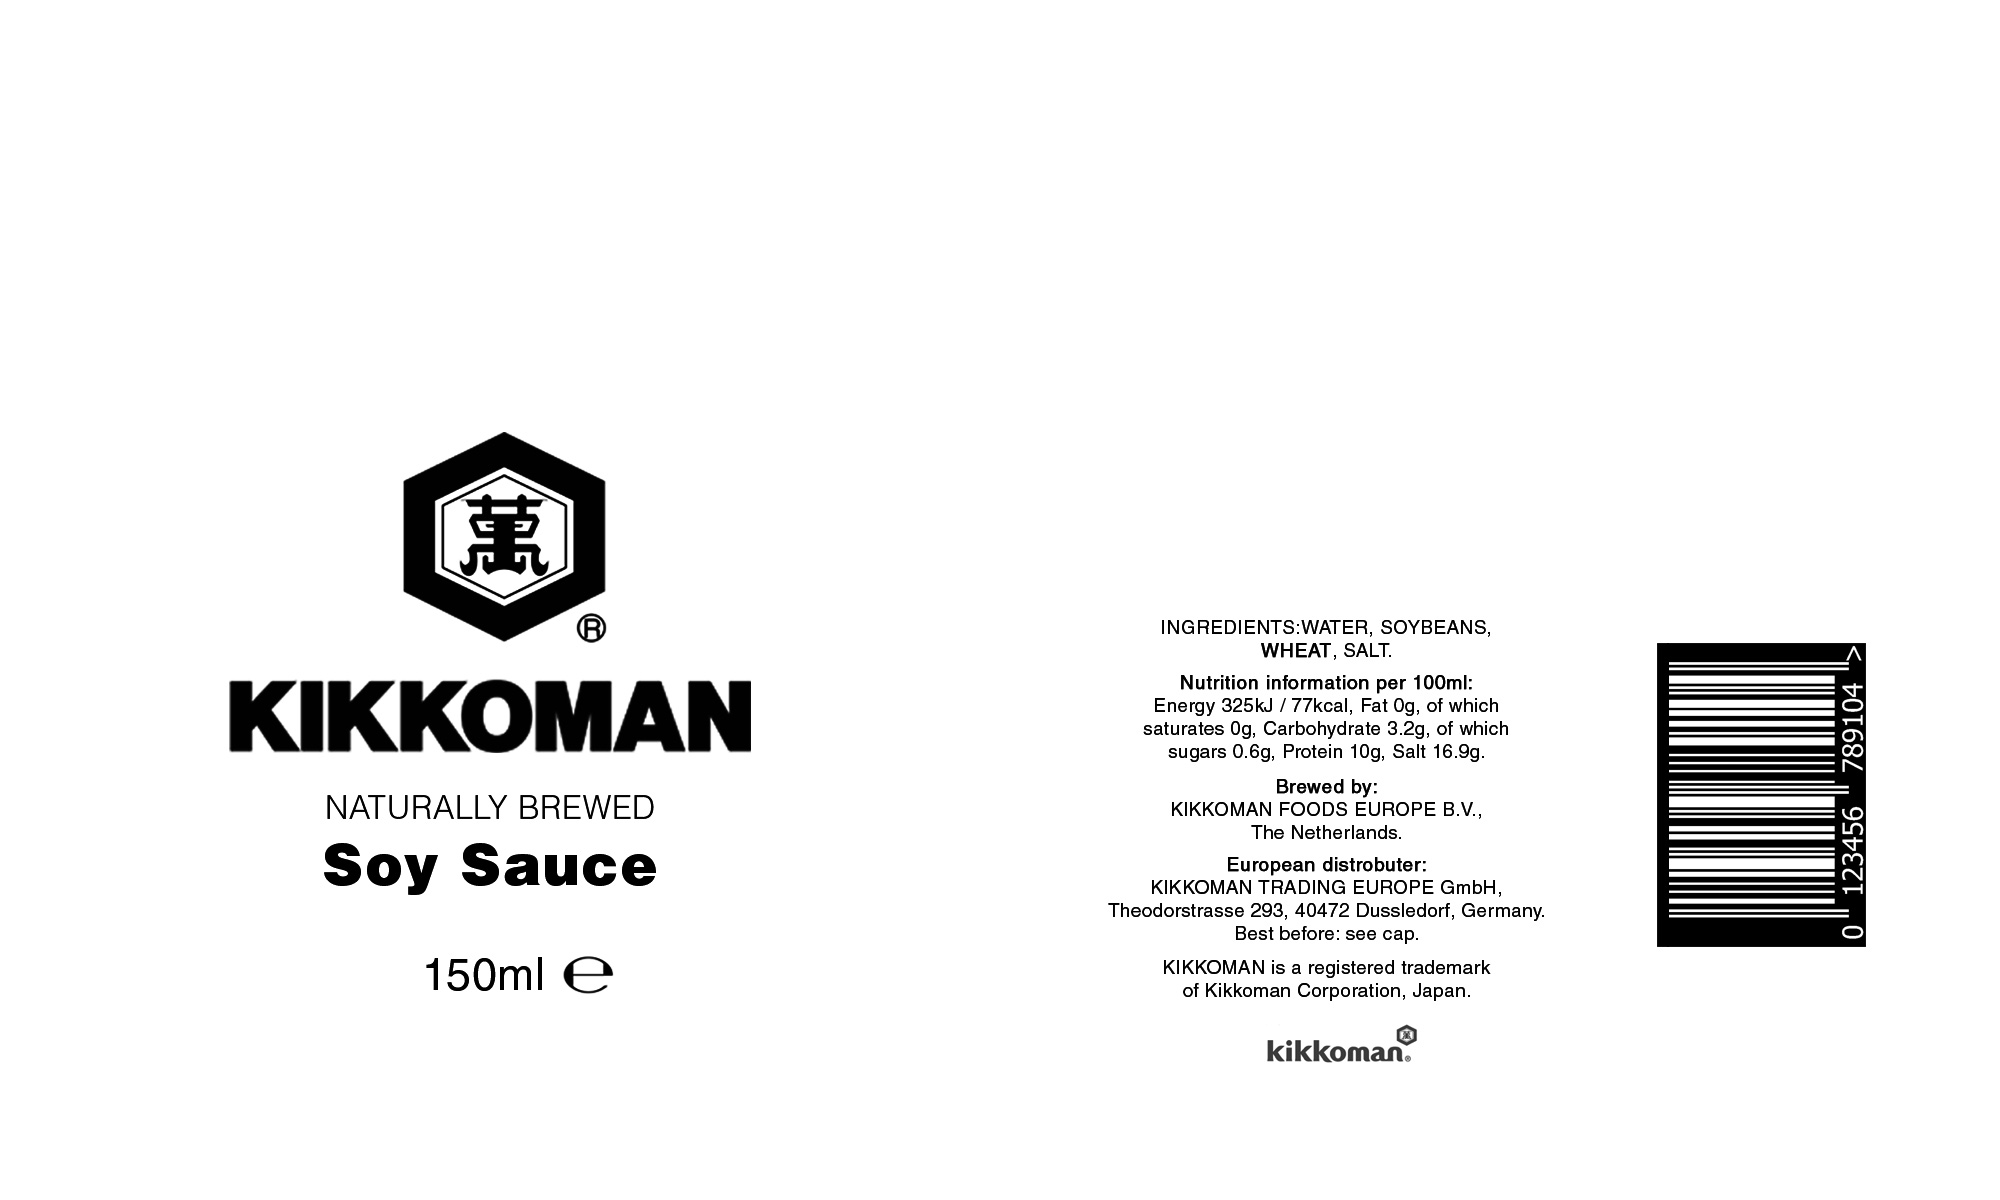 萬
®
KIKKOMAN
NATURALLY BREWED
Soy Sauce
150ml ℮
INGREDIENTS:WATER, SOYBEANS,
WHEAT, SALT.
Nutrition information per 100ml:
Energy 325kJ / 77kcal, Fat 0g, of which
saturates 0g, Carbohydrate 3.2g, of which
sugars 0.6g, Protein 10g, Salt 16.9g.
Brewed by:
KIKKOMAN FOODS EUROPE B.V.,
The Netherlands.
European distrobuter:
KIKKOMAN TRADING EUROPE GmbH,
Theodorstrasse 293, 40472 Dussledorf, Germany.
Best before: see cap.
KIKKOMAN is a registered trademark
of Kikkoman Corporation, Japan.
kikkoman® 萬
0 123456 789104 >